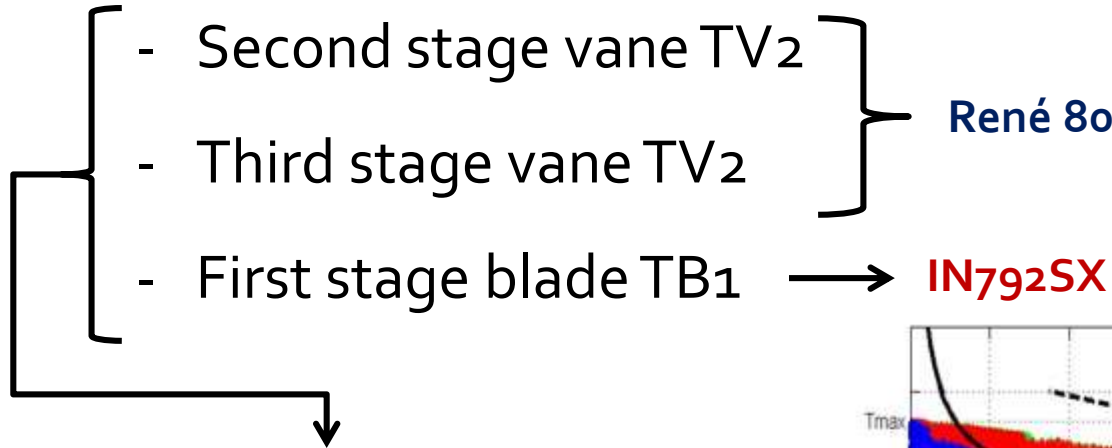 - Second stage vane TV2
René 80
- Third stage vane TV2
- First stage blade TB1
IN792SX
Tmax